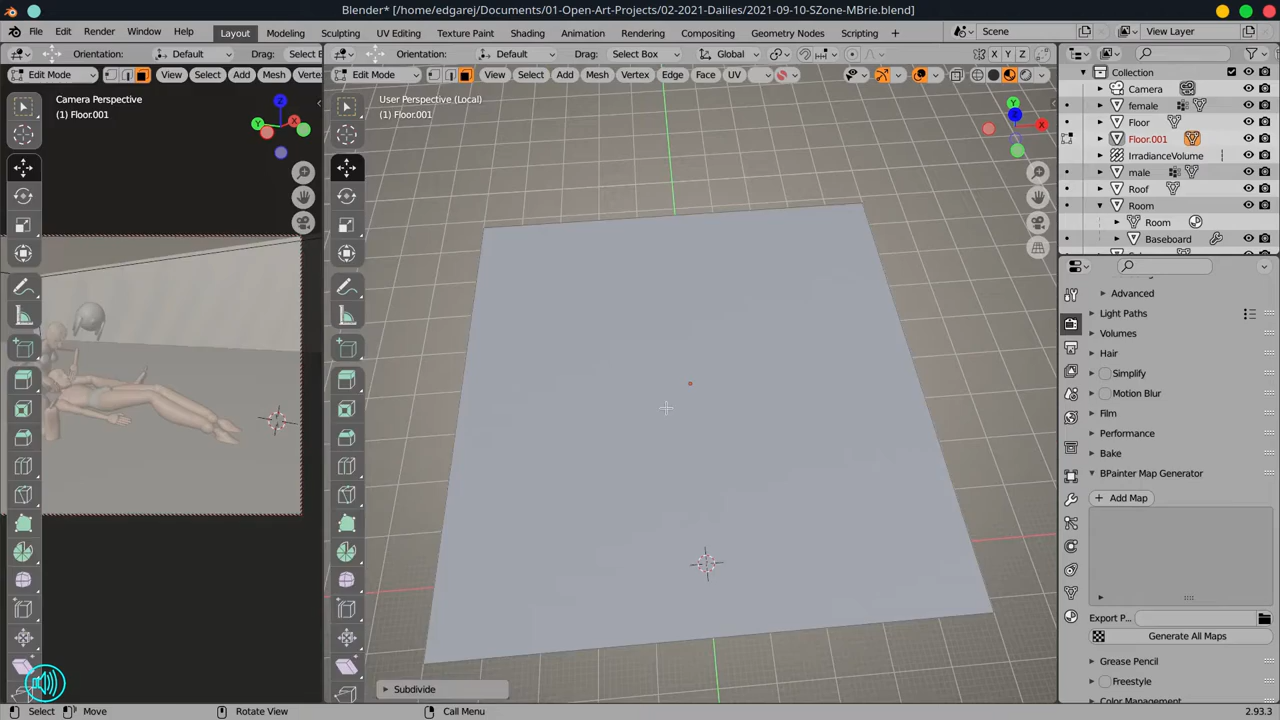 Blender* [/home/edgarej/Documents/01-Open-Art-Projects/02-2021-Dailies/2021-09-10-SZone-MBrie.blend]
File Edit Render Window Help Layout Modeling Sculpting UV Editing Texture Paint Shading Animation Rendering Compositing Geometry Nodes Scripting Scene View Layer
Orientation: Default Drag: Select Orientation: Default Drag: Select Box Global
Edit Mode View Select Add Mesh Edit Mode View Select Add Mesh Vertex Edge Face UV X Y Z
Camera Perspective
(1) Floor.001
User Perspective (Local)
(1) Floor.001
Z
Y
X
Y
Z
X
Collection
Camera
female
Floor
Floor.001
IrradianceVolume
male
Roof
Room
Room
Baseboard
Advanced
Light Paths
Volumes
Hair
Simplify
Motion Blur
Film
Performance
Bake
BPainter Map Generator
Add Map
Export P...
Generate All Maps
Grease Pencil
Freestyle
Subdivide
Select Move Rotate View Call Menu 2.93.3